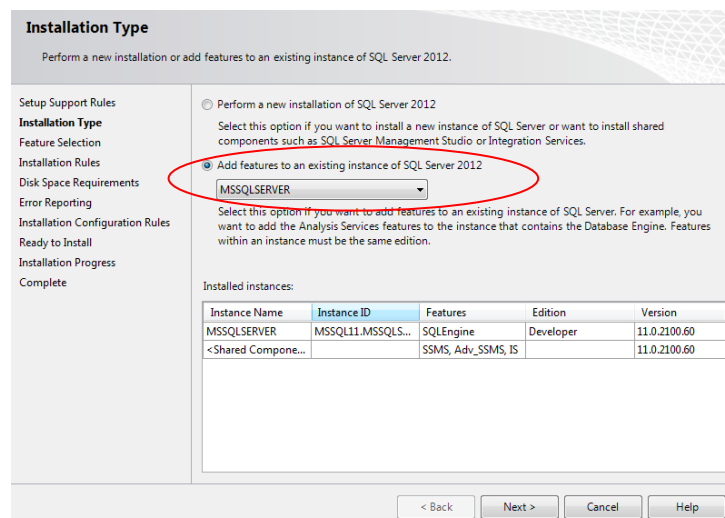 Installation Type
Perform a new installation or add features to an existing instance of SQL Server 2012.
Setup Support Rules
Installation Type
Feature Selection
Installation Rules
Disk Space Requirements
Error Reporting
Installation Configuration Rules
Ready to Install
Installation Progress
Complete
Perform a new installation of SQL Server 2012
Select this option if you want to install a new instance of SQL Server or want to install shared
components such as SQL Server Management Studio or Integration Services.
Add features to an existing instance of SQL Server 2012
MSSQLSERVER
Select this option if you want to add features to an existing instance of SQL Server. For example, you
want to add the Analysis Services features to the instance that contains the Database Engine. Features
within an instance must be the same edition.
Installed instances:
Instance Name Instance ID Features Edition Version
MSSQLSERVER MSSQL11.MSSQLS... SQLEngine Developer 11.0.2100.60
<Shared Compone... SSMS, Adv_SSMS, IS 11.0.2100.60
< Back Next > Cancel Help